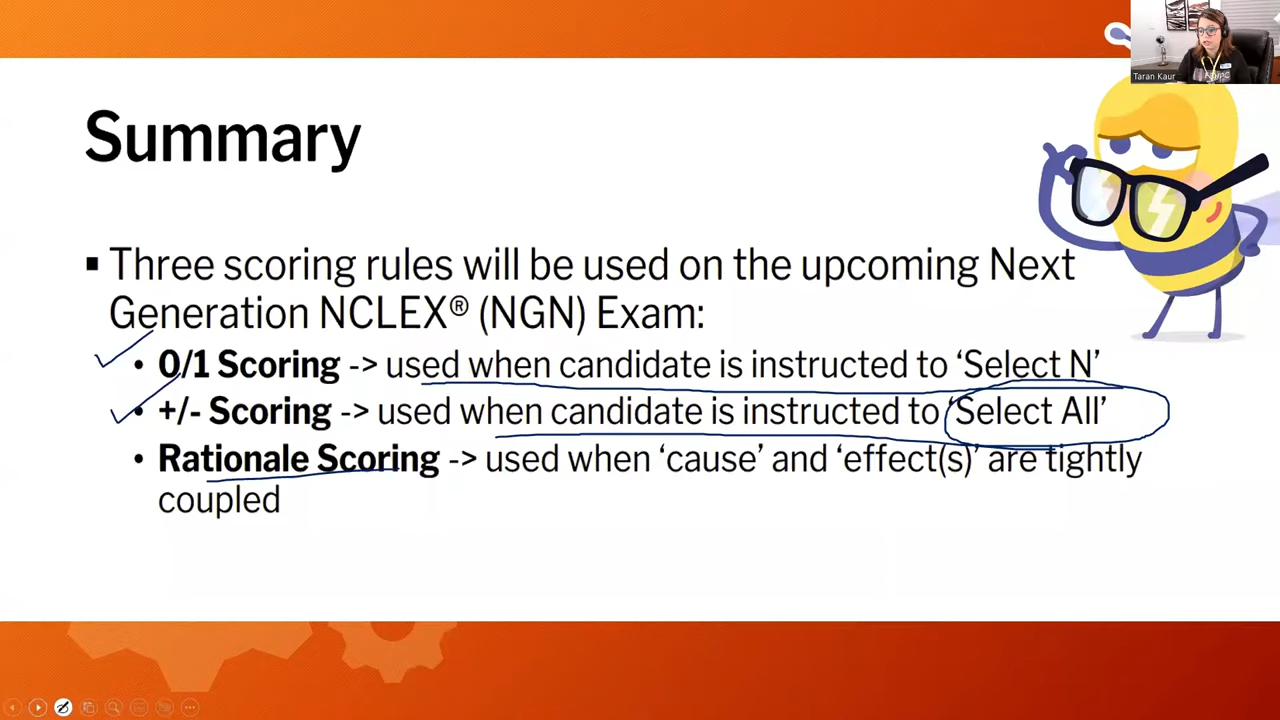 Taran Kaur
Summary
▪ Three scoring rules will be used on the upcoming Next
Generation NCLEX® (NGN) Exam:
• 0/1 Scoring -> used when candidate is instructed to ‘Select N’
• +/- Scoring -> used when candidate is instructed to ‘Select All’
• Rationale Scoring -> used when ‘cause’ and ‘effect(s)’ are tightly
coupled